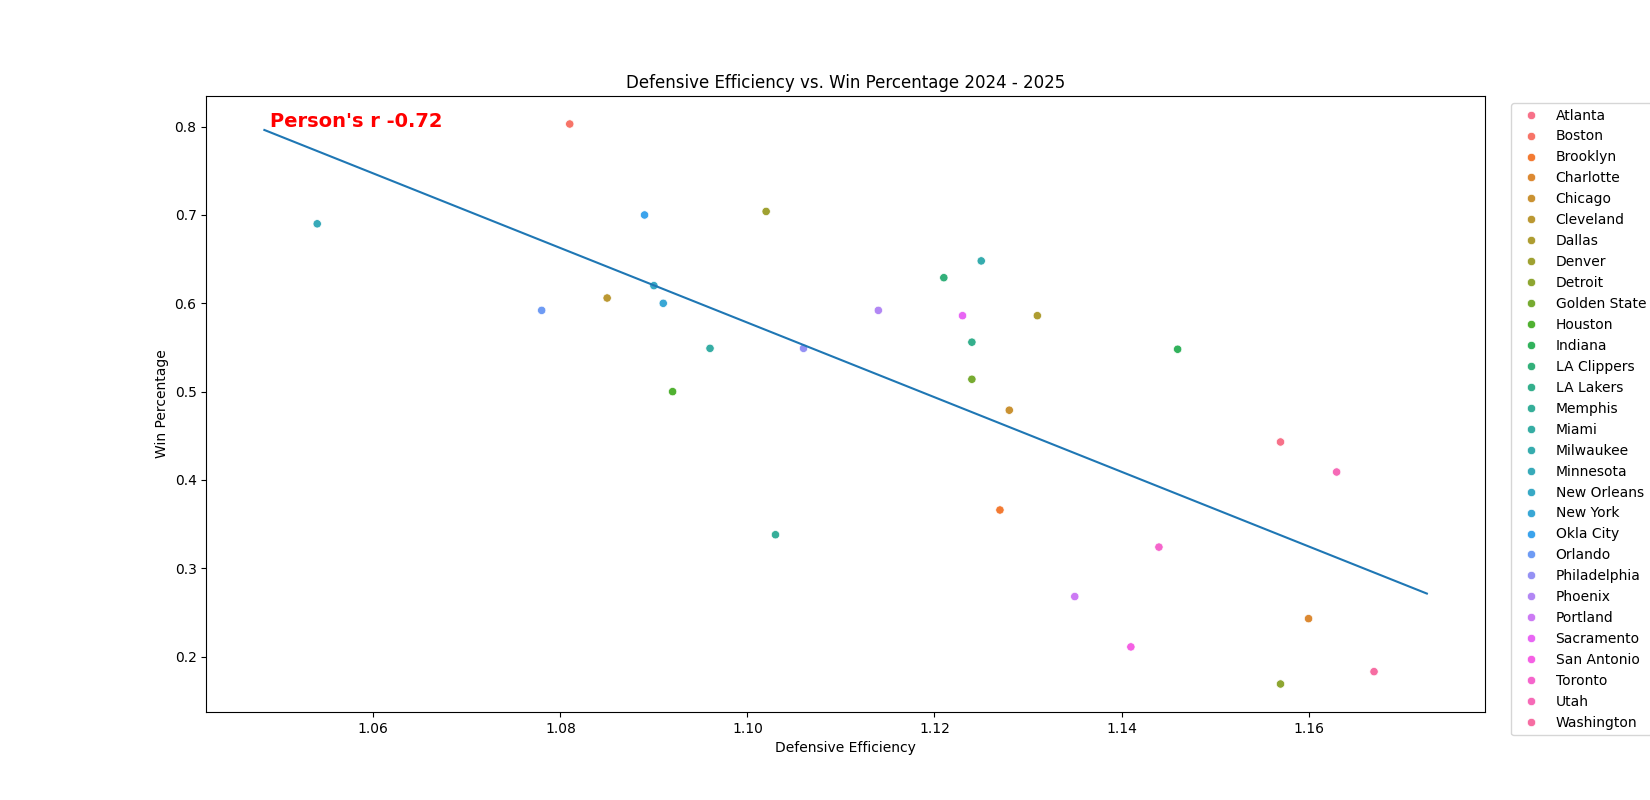 Defensive Efficiency vs. Win Percentage 2024 - 2025
Person's r -0.72
0.8
0.7
0.6
0.5
0.4
0.3
0.2
Win Percentage
1.06
1.08
1.10
1.12
1.14
1.16
Defensive Efficiency
Atlanta
Boston
Brooklyn
Charlotte
Chicago
Cleveland
Dallas
Denver
Detroit
Golden State
Houston
Indiana
LA Clippers
LA Lakers
Memphis
Miami
Milwaukee
Minnesota
New Orleans
New York
Okla City
Orlando
Philadelphia
Phoenix
Portland
Sacramento
San Antonio
Toronto
Utah
Washington